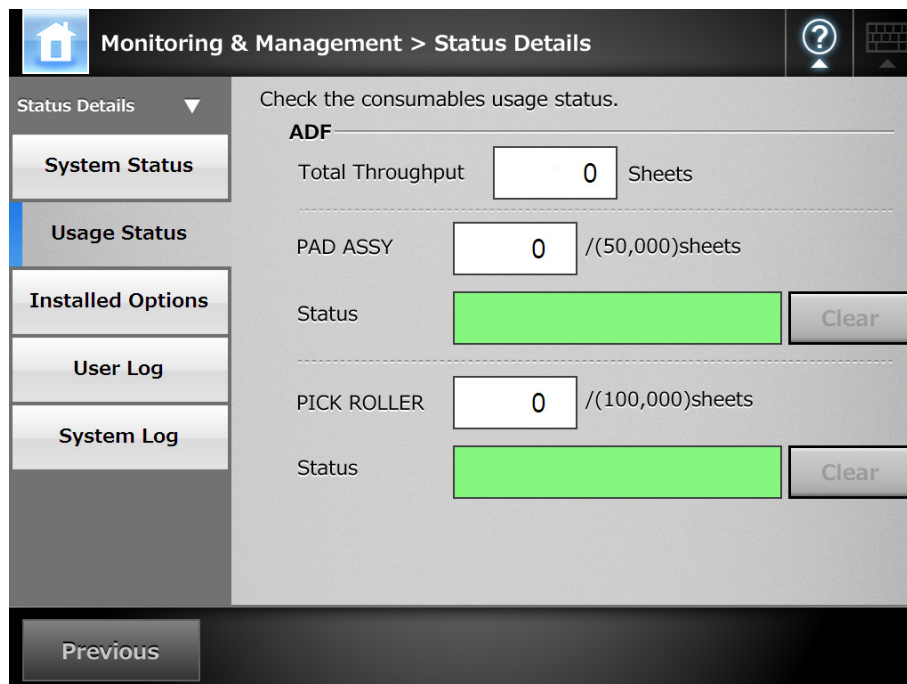 Monitoring & Management > Status Details
?
Status Details ▼
System Status
Usage Status
Installed Options
User Log
System Log
Check the consumables usage status.
ADF
Total Throughput 0 Sheets
PAD ASSY 0 /(50,000)sheets
Status Clear
PICK ROLLER 0 /(100,000)sheets
Status Clear
Previous